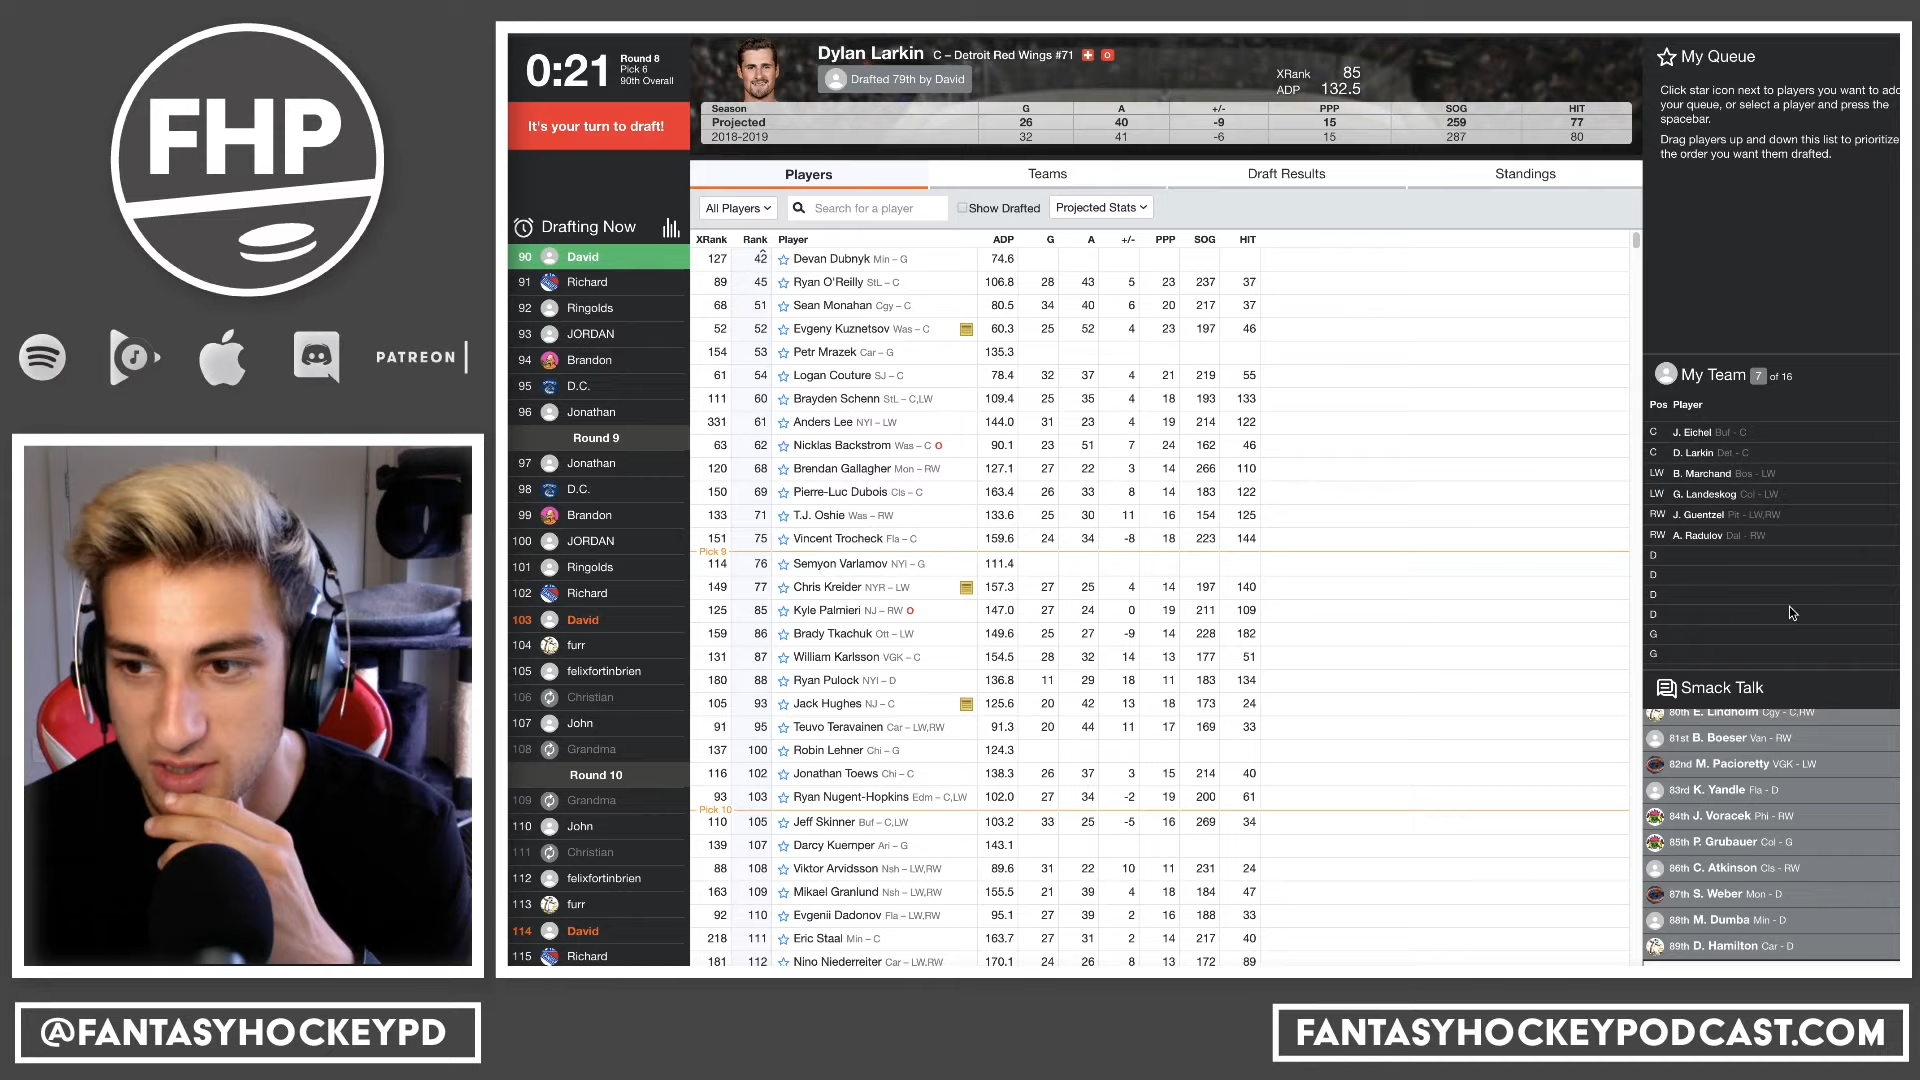 FHP
PATREON
@FANTASYHOCKEYPD
FANTASYHOCKEYPODCAST.COM
0:21
Round 8
Pick 6
90th Overall
It's your turn to draft!
Drafting Now
90 David
91 Richard
92 Ringolds
93 JORDAN
94 Brandon
95 D.C.
96 Jonathan
Round 9
97 Jonathan
98 D.C.
99 Brandon
100 JORDAN
101 Ringolds
102 Richard
103 David
104 furr
105 felixfortinbrien
106 Christian
107 John
108 Grandma
Round 10
109 Grandma
110 John
111 Christian
112 felixfortinbrien
113 furr
114 David
115 Richard
Dylan Larkin C – Detroit Red Wings #71 O
Drafted 79th by David
XRank 85
ADP 132.5
Season G A +/- PPP SOG HIT
Projected 26 40 -9 15 259 77
2018-2019 32 41 -6 15 287 80
Players Teams Draft Results Standings
All Players Search for a player Show Drafted Projected Stats
XRank Rank Player ADP G A +/- PPP SOG HIT
127 42 Devan Dubnyk Min – G 74.6
89 45 Ryan O'Reilly StL – C 106.8 28 43 5 23 237 37
68 51 Sean Monahan Cgy – C 80.5 34 40 6 20 217 37
52 52 Evgeny Kuznetsov Was – C 60.3 25 52 4 23 197 46
154 53 Petr Mrazek Car – G 135.3
61 54 Logan Couture SJ – C 78.4 32 37 4 21 219 55
111 60 Brayden Schenn StL – C,LW 109.4 25 35 4 18 193 133
331 61 Anders Lee NYI – LW 144.0 31 23 4 19 214 122
63 62 Nicklas Backstrom Was – C O 90.1 23 51 7 24 162 46
120 68 Brendan Gallagher Mon – RW 127.1 27 22 3 14 266 110
150 69 Pierre-Luc Dubois Cls – C 163.4 26 33 8 14 183 122
133 71 T.J. Oshie Was – RW 133.6 25 30 11 16 154 125
151 75 Vincent Trocheck Fla – C 159.6 24 34 -8 18 223 144
Pick 9
114 76 Semyon Varlamov NYI – G 111.4
149 77 Chris Kreider NYR – LW 157.3 27 25 4 14 197 140
125 85 Kyle Palmieri NJ – RW O 147.0 27 24 0 19 211 109
159 86 Brady Tkachuk Ott – LW 149.6 25 27 -9 14 228 182
131 87 William Karlsson VGK – C 154.5 28 32 14 13 177 51
180 88 Ryan Pulock NYI – D 136.8 11 29 18 11 183 134
105 93 Jack Hughes NJ – C 125.6 20 42 13 18 173 24
91 95 Teuvo Teravainen Car – LW,RW 91.3 20 44 11 17 169 33
137 100 Robin Lehner Chi – G 124.3
116 102 Jonathan Toews Chi – C 138.3 26 37 3 15 214 40
93 103 Ryan Nugent-Hopkins Edm – C,LW 102.0 27 34 -2 19 200 61
Pick 10
110 105 Jeff Skinner Buf – C,LW 103.2 33 25 -5 16 269 34
139 107 Darcy Kuemper Ari – G 143.1
88 108 Viktor Arvidsson Nsh – LW,RW 89.6 31 22 10 11 231 24
163 109 Mikael Granlund Nsh – LW,RW 155.5 21 39 4 18 184 47
92 110 Evgenii Dadonov Fla – LW,RW 95.1 27 39 2 16 188 33
218 111 Eric Staal Min – C 163.7 27 31 2 14 217 40
181 112 Nino Niederreiter Car – LW,RW 170.1 24 26 8 13 172 89
My Queue
Click star icon next to players you want to add
your queue, or select a player and press the
spacebar.
Drag players up and down this list to prioritize
the order you want them drafted.
My Team 7 of 16
Pos Player
C J. Eichel Buf - C
C D. Larkin Det - C
LW B. Marchand Bos - LW
LW G. Landeskog Col - LW
RW J. Guentzel Pit - LW,RW
RW A. Radulov Dal - RW
D
D
D
D
G
G
Smack Talk
80th E. Lindholm Cgy - C,RW
81st B. Boeser Van - RW
82nd M. Pacioretty VGK - LW
83rd K. Yandle Fla - D
84th J. Voracek Phi - RW
85th P. Grubauer Col - G
86th C. Atkinson Cls - RW
87th S. Weber Mon - D
88th M. Dumba Min - D
89th D. Hamilton Car - D